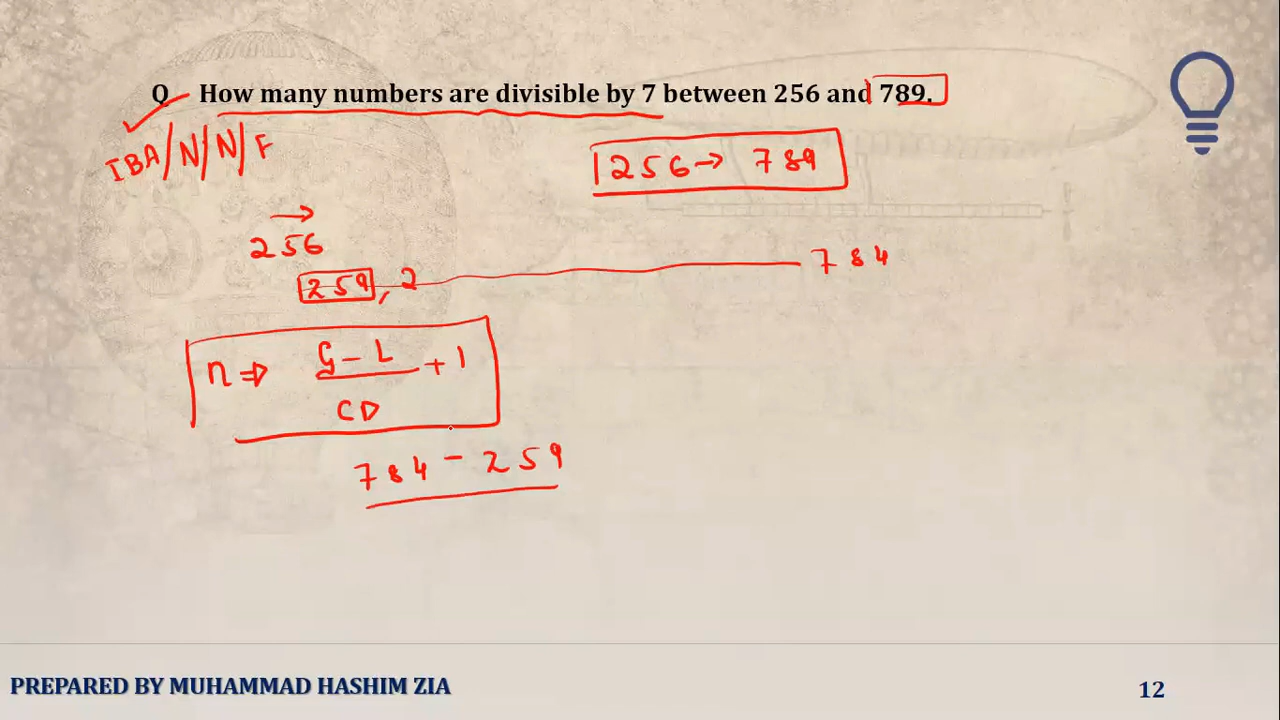 Q How many numbers are divisible by 7 between 256 and 789.
IBA/N/N/F
256→ 789
256
259, 2 784
n⇒ G-L/CD +1
784-259
PREPARED BY MUHAMMAD HASHIM ZIA
12